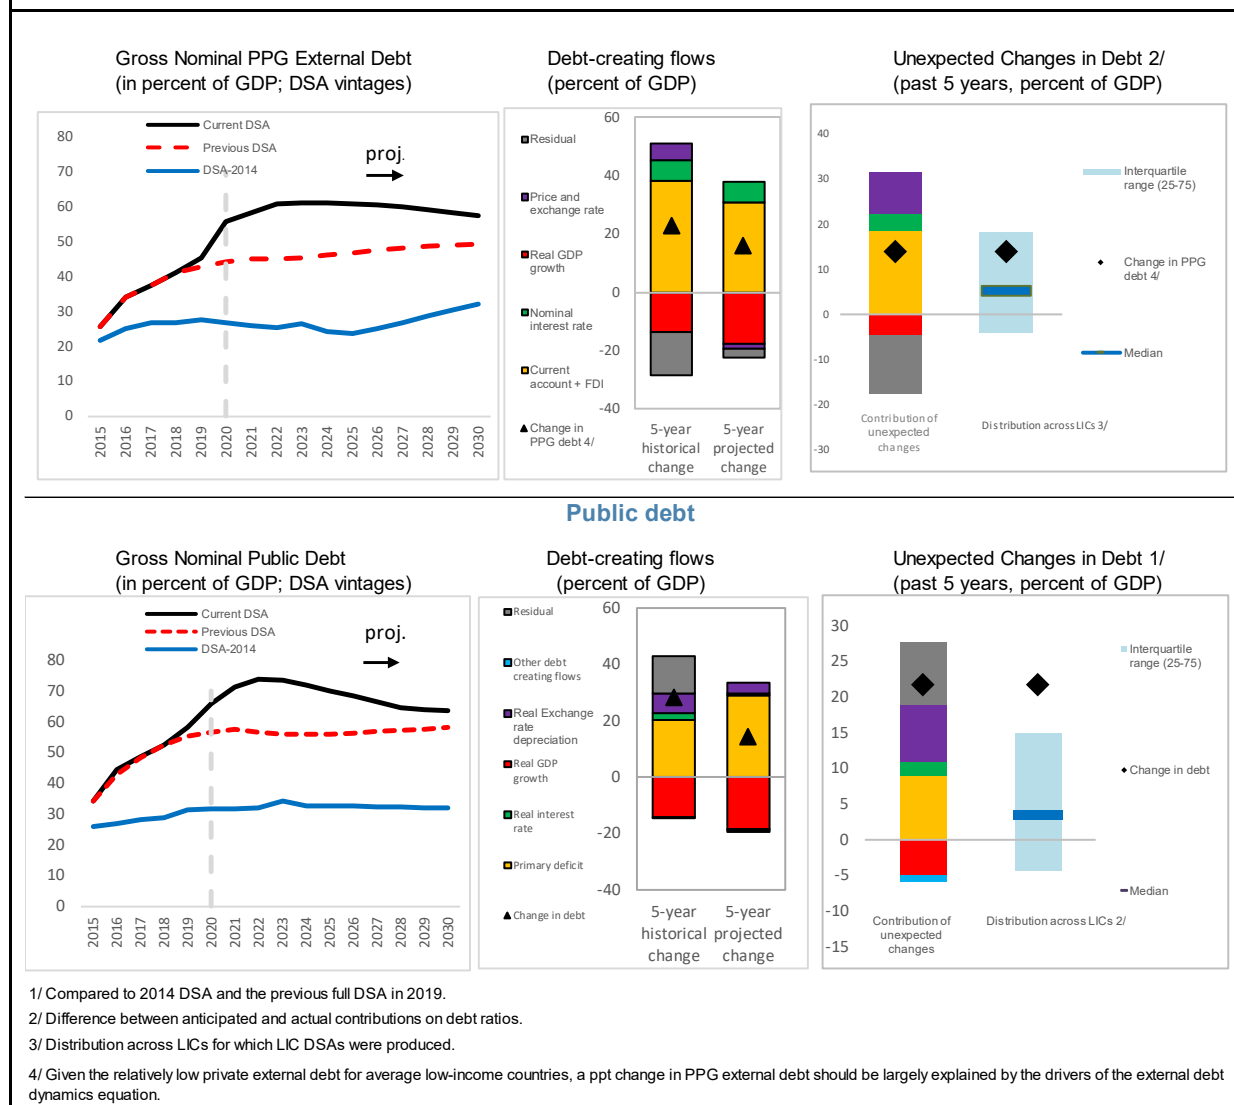 Gross Nominal PPG External Debt
(in percent of GDP; DSA vintages)
Current DSA
Previous DSA
DSA-2014
proj.
80
70
60
50
40
30
20
10
0
2015
2016
2017
2018
2019
2020
2021
2022
2023
2024
2025
2026
2027
2028
2029
2030
Debt-creating flows
(percent of GDP)
Residual
Price and
exchange rate
Real GDP
growth
Nominal
interest rate
Current
account + FDI
Change in
PPG debt 4/
60
40
20
0
-20
-40
5-year
historical
change
5-year
projected
change
Unexpected Changes in Debt 2/
(past 5 years, percent of GDP)
40
30
20
10
0
-10
-20
-30
Contribution of
unexpected
changes
Distribution across LICs 3/
Interquartile
range (25-75)
Change in PPG
debt 4/
Median
Public debt
Gross Nominal Public Debt
(in percent of GDP; DSA vintages)
Current DSA
Previous DSA
DSA-2014
proj.
80
70
60
50
40
30
20
10
0
2015
2016
2017
2018
2019
2020
2021
2022
2023
2024
2025
2026
2027
2028
2029
2030
Debt-creating flows
(percent of GDP)
Residual
Other debt
creating flows
Real Exchange
rate
depreciation
Real GDP
growth
Real interest
rate
Primary deficit
Change in debt
60
40
20
0
-20
-40
5-year
historical
change
5-year
projected
change
Unexpected Changes in Debt 1/
(past 5 years, percent of GDP)
30
25
20
15
10
5
0
-5
-10
-15
Contribution of
unexpected
changes
Distribution across LICs 2/
Interquartile
range (25-75)
Change in debt
Median
1/ Compared to 2014 DSA and the previous full DSA in 2019.
2/ Difference between anticipated and actual contributions on debt ratios.
3/ Distribution across LICs for which LIC DSAs were produced.
4/ Given the relatively low private external debt for average low-income countries, a ppt change in PPG external debt should be largely explained by the drivers of the external debt
dynamics equation.